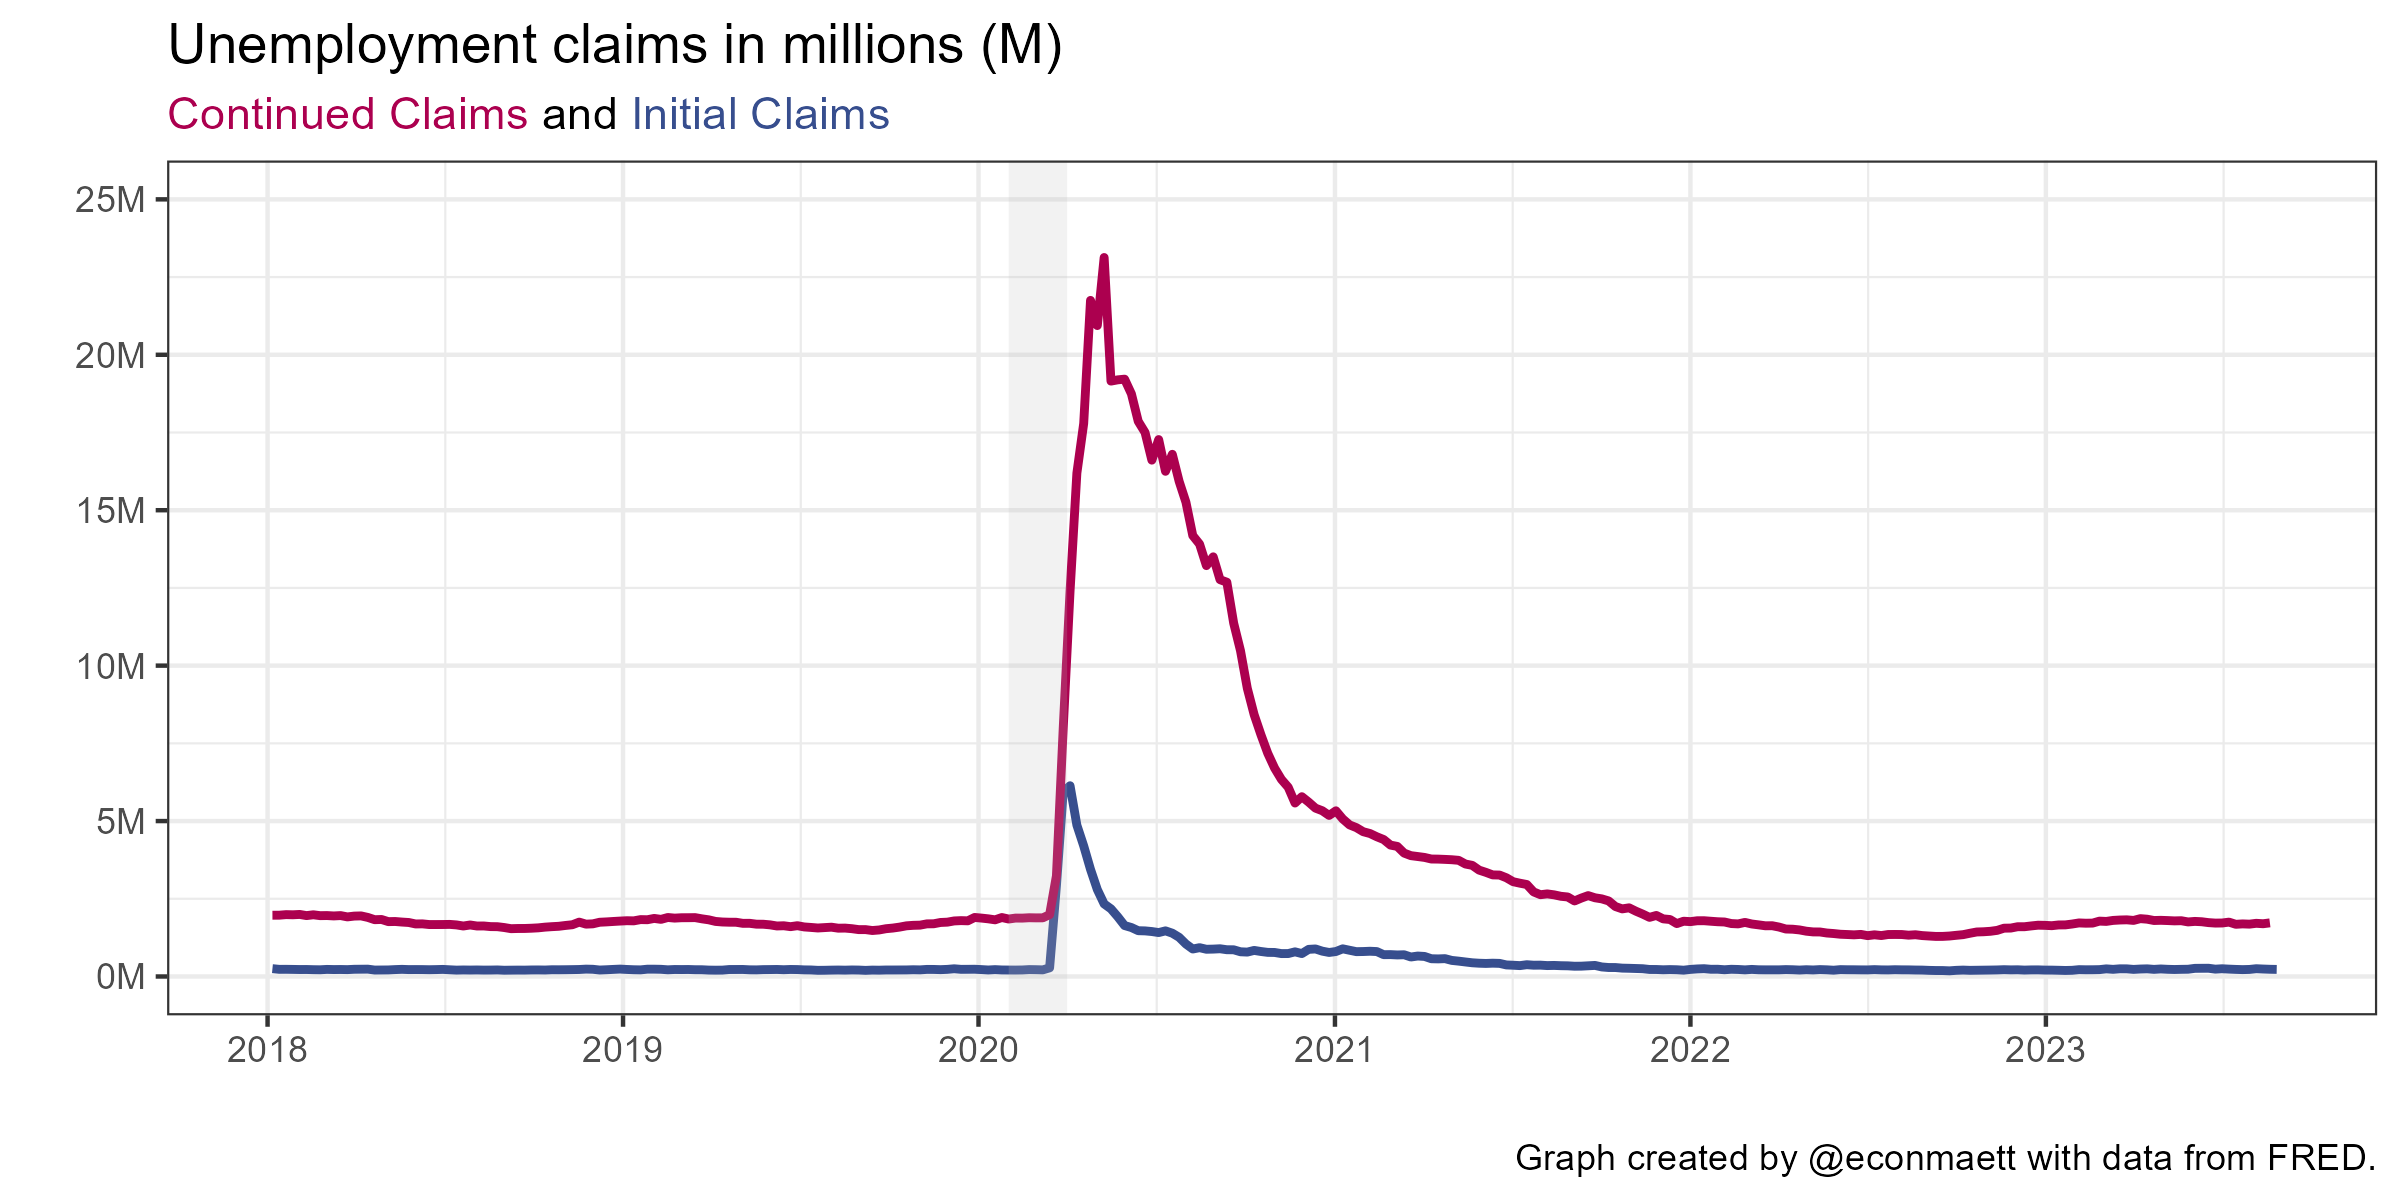 Unemployment claims in millions (M)
Continued Claims and Initial Claims
25M
20M
15M
10M
5M
0M
2018 2019 2020 2021 2022 2023
Graph created by @econmaett with data from FRED.